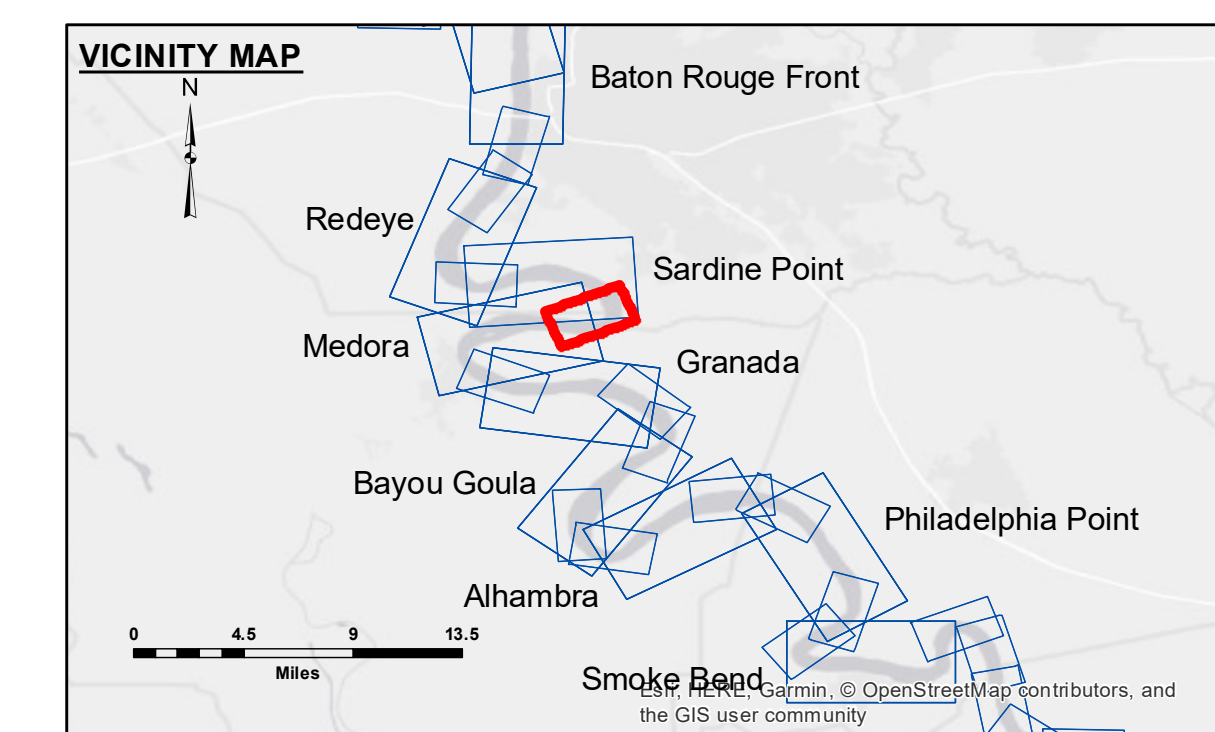 VICINITY MAP
N
Baton Rouge Front
Redeye
Sardine Point
Medora
Granada
Bayou Goula
Philadelphia Point
Alhambra
0 4.5 9 13.5
Miles
Smoke Bend
Esri, HERE, Garmin, © OpenStreetMap contributors, and
the GIS user community